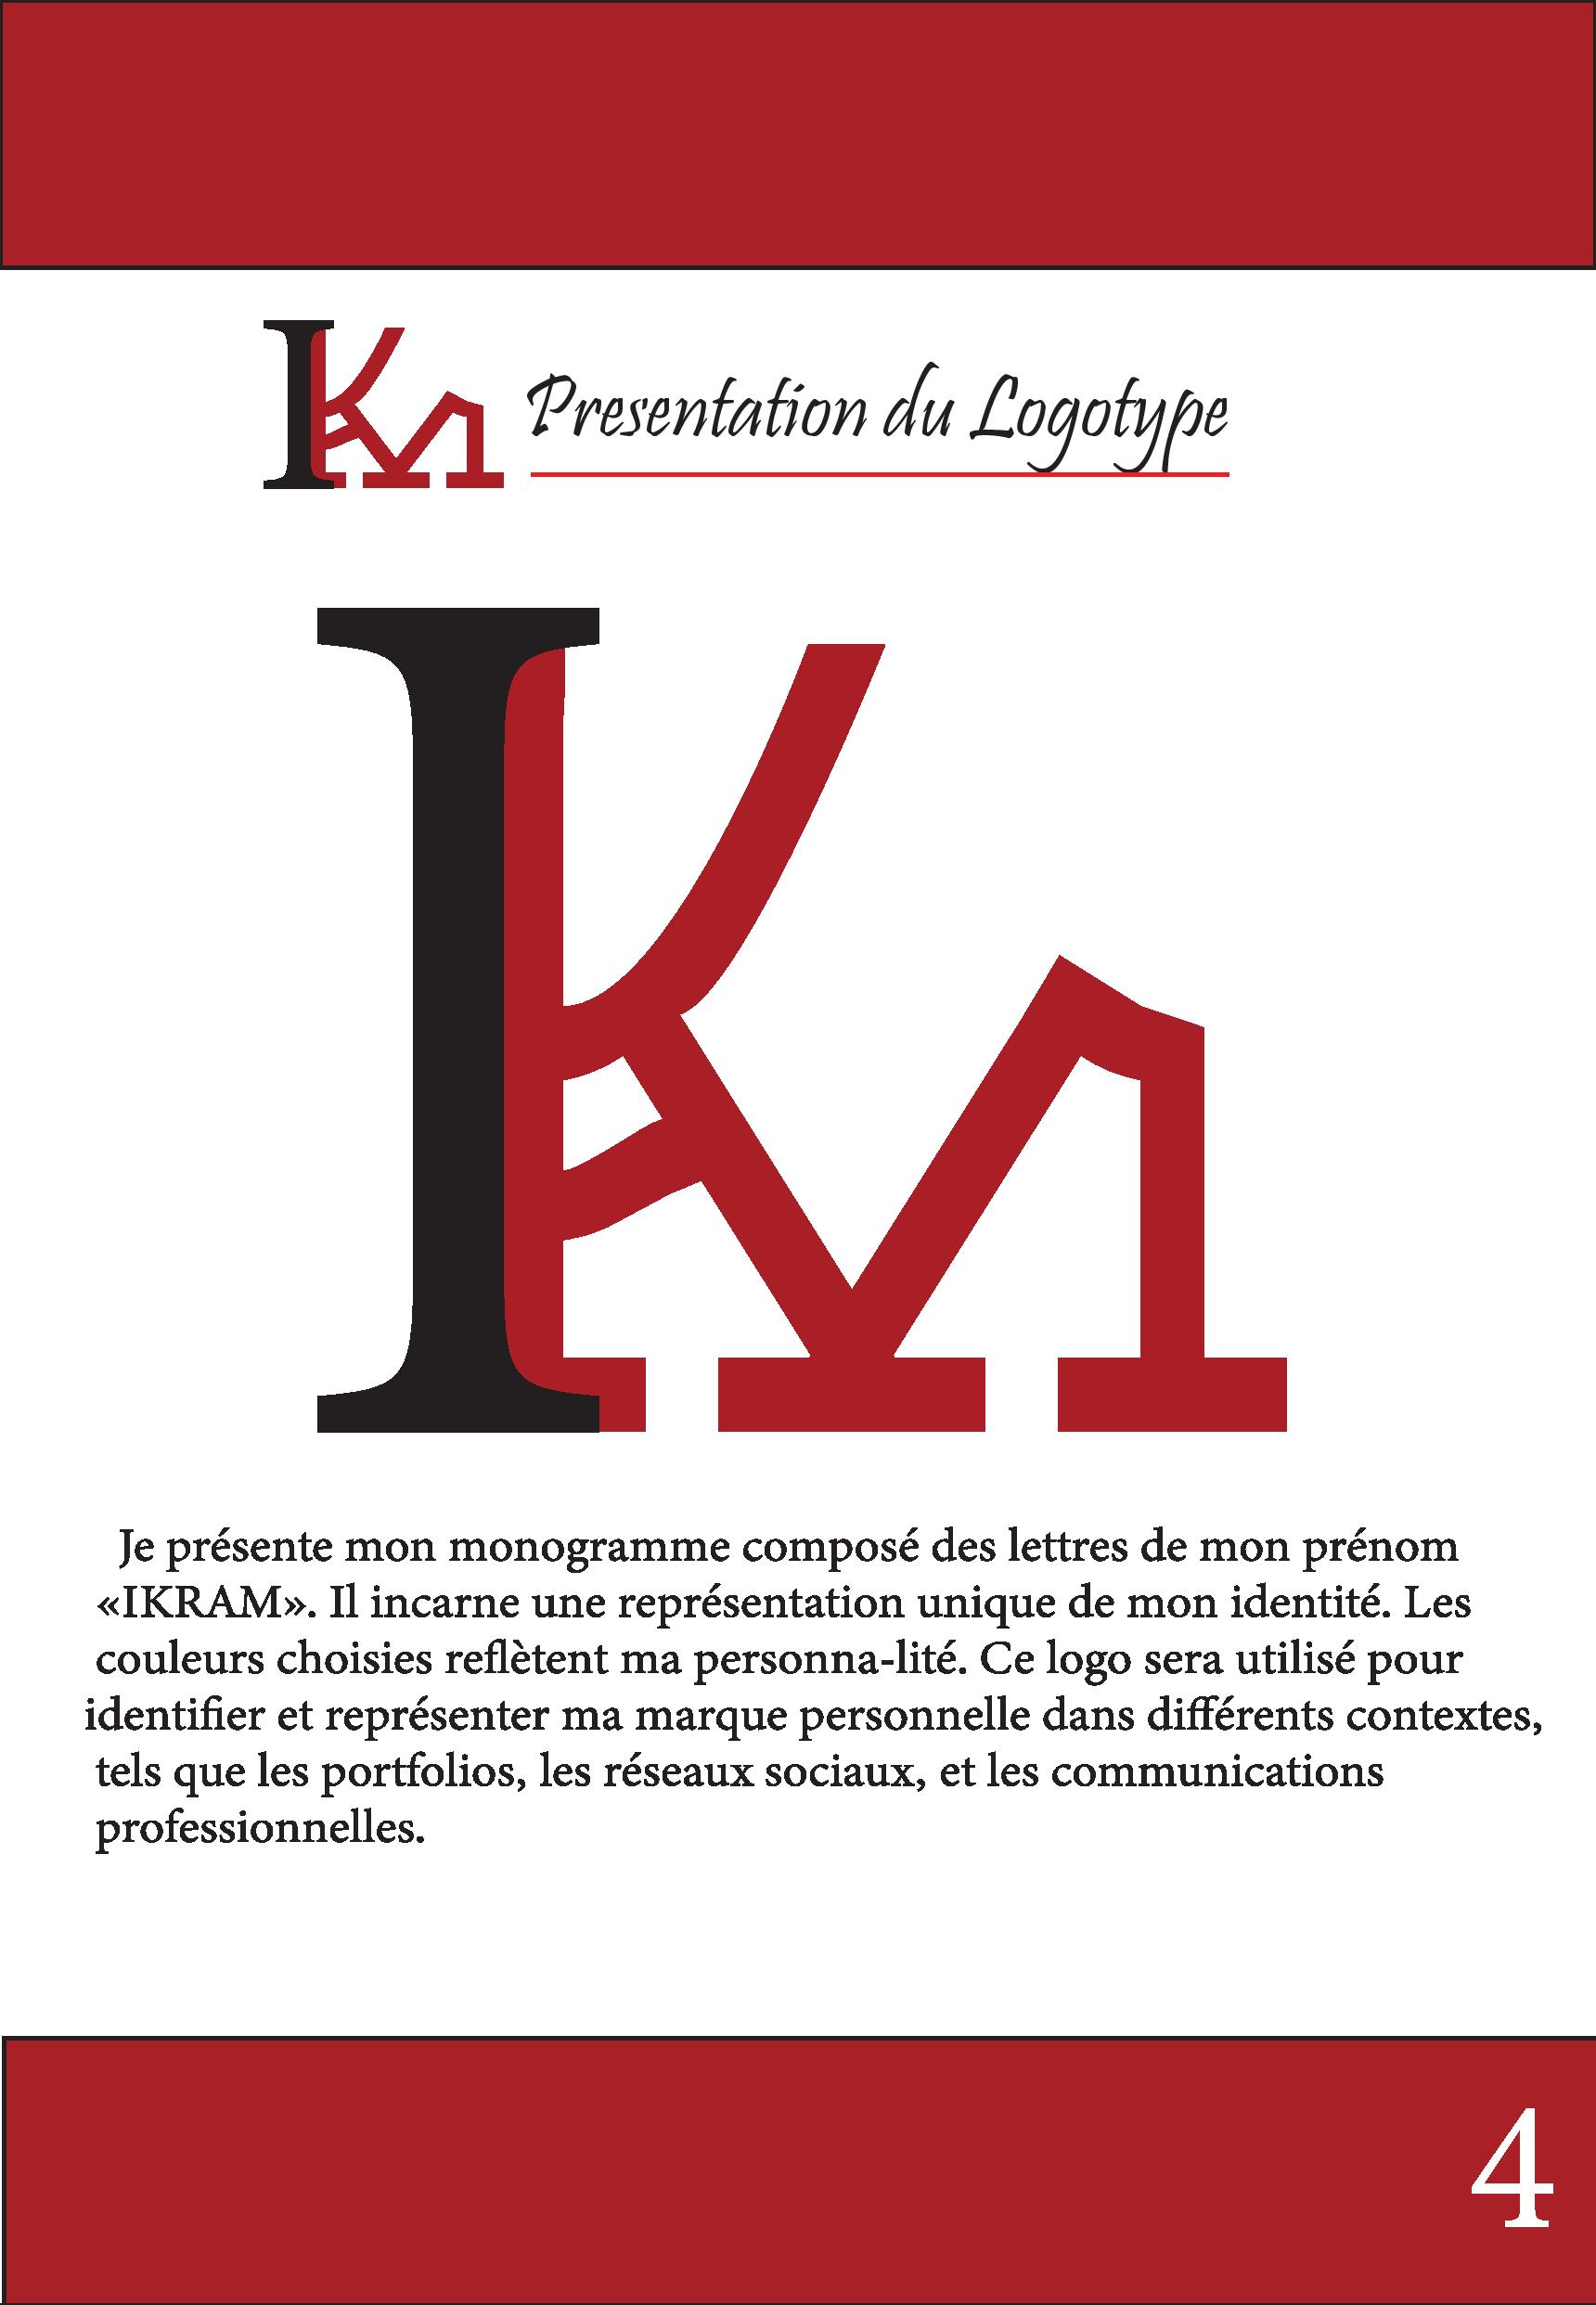 Presentation du Logotype
Je présente mon monogramme composé des lettres de mon prénom
«IKRAM». Il incarne une représentation unique de mon identité. Les
couleurs choisies reflètent ma personna-lité. Ce logo sera utilisé pour
identifier et représenter ma marque personnelle dans différents contextes,
tels que les portfolios, les réseaux sociaux, et les communications
professionnelles.
4